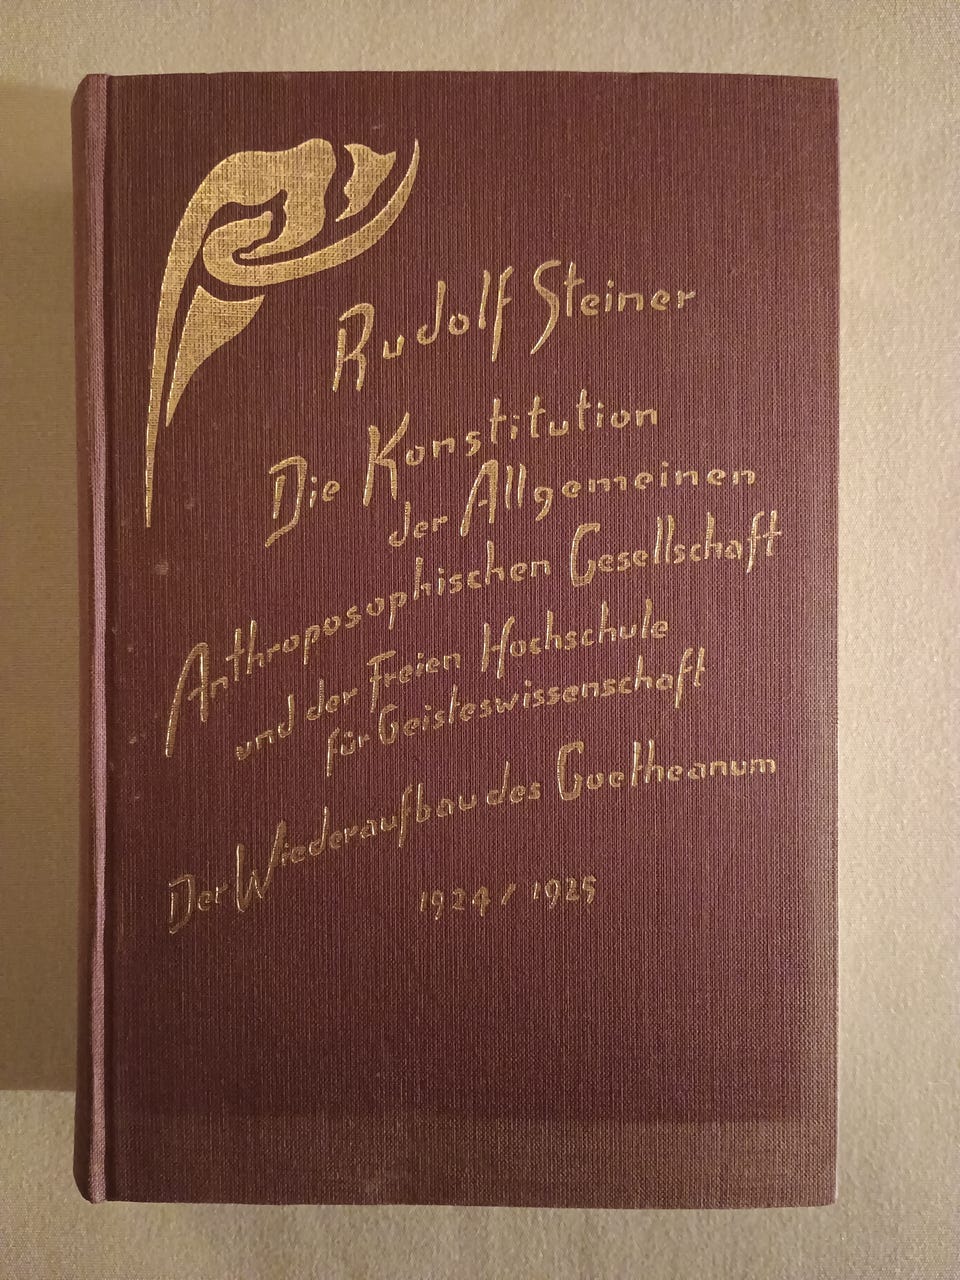 Rudolf Steiner
Die Konstitution
der Allgemeinen
Anthroposophischen Gesellschaft
und der Freien Hochschule
für Geisteswissenschaft
Der Wiederaufbau des Goetheanum
1924/1925